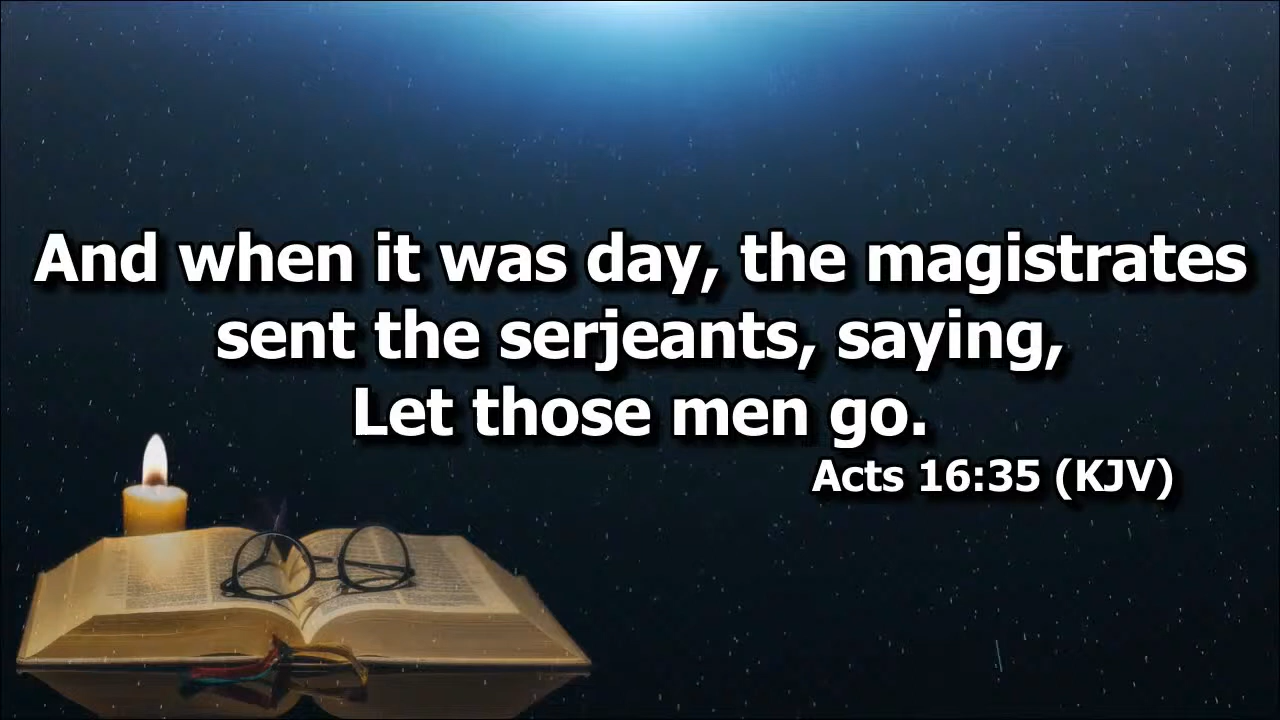 And when it was day, the magistrates
sent the serjeants, saying,
Let those men go.
Acts 16:35 (KJV)